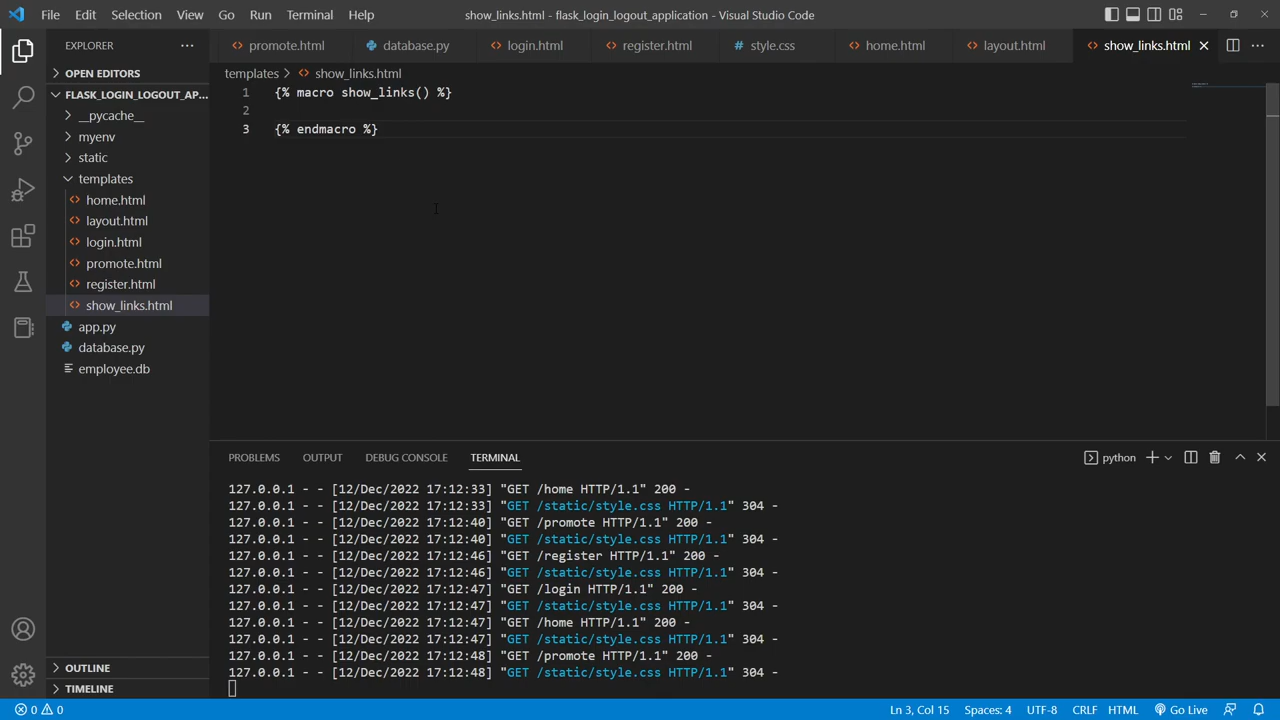 File Edit Selection View Go Run Terminal Help show_links.html - flask_login_logout_application - Visual Studio Code
EXPLORER
promote.html database.py login.html register.html style.css home.html layout.html show_links.html
OPEN EDITORS
FLASK_LOGIN_LOGOUT_AP...
__pycache__
myenv
static
templates
home.html
layout.html
login.html
promote.html
register.html
show_links.html
app.py
database.py
employee.db
OUTLINE
TIMELINE
templates > show_links.html
1 {% macro show_links() %}
2
3 {% endmacro %}
PROBLEMS OUTPUT DEBUG CONSOLE TERMINAL python
127.0.0.1 - - [12/Dec/2022 17:12:33] "GET /home HTTP/1.1" 200 -
127.0.0.1 - - [12/Dec/2022 17:12:33] "GET /static/style.css HTTP/1.1" 304 -
127.0.0.1 - - [12/Dec/2022 17:12:40] "GET /promote HTTP/1.1" 200 -
127.0.0.1 - - [12/Dec/2022 17:12:40] "GET /static/style.css HTTP/1.1" 304 -
127.0.0.1 - - [12/Dec/2022 17:12:46] "GET /register HTTP/1.1" 200 -
127.0.0.1 - - [12/Dec/2022 17:12:46] "GET /static/style.css HTTP/1.1" 304 -
127.0.0.1 - - [12/Dec/2022 17:12:47] "GET /login HTTP/1.1" 200 -
127.0.0.1 - - [12/Dec/2022 17:12:47] "GET /static/style.css HTTP/1.1" 304 -
127.0.0.1 - - [12/Dec/2022 17:12:47] "GET /home HTTP/1.1" 200 -
127.0.0.1 - - [12/Dec/2022 17:12:47] "GET /static/style.css HTTP/1.1" 304 -
127.0.0.1 - - [12/Dec/2022 17:12:48] "GET /promote HTTP/1.1" 200 -
127.0.0.1 - - [12/Dec/2022 17:12:48] "GET /static/style.css HTTP/1.1" 304 -
0 0 Ln 3, Col 15 Spaces: 4 UTF-8 CRLF HTML Go Live